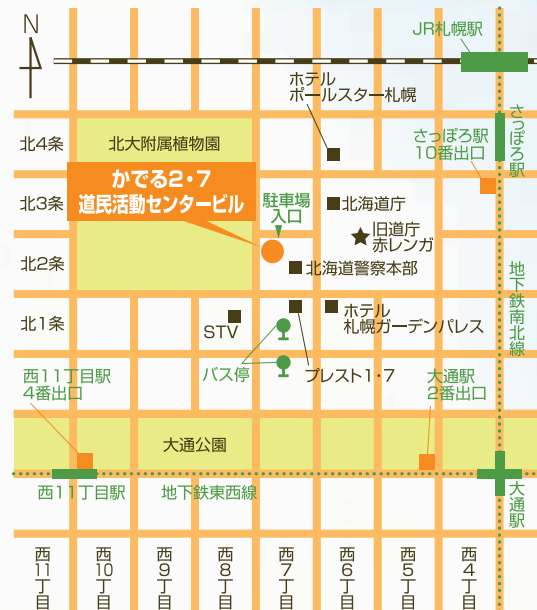 N
JR札幌駅
ホテル
ポールスター札幌
さっぽろ駅
北4条
北大附属植物園
さっぽろ駅
10番出口
かでる2・7
道民活動センタービル
北3条
駐車場
入口
北海道庁
旧道庁
赤レンガ
北2条
北海道警察本部
地下鉄南北線
北1条
STV
ホテル
札幌ガーデンパレス
バス停
プレスト1・7
西11丁目駅
4番出口
大通駅
2番出口
大通公園
西11丁目駅
地下鉄東西線
大通駅
西11丁目
西10丁目
西9丁目
西8丁目
西7丁目
西6丁目
西5丁目
西4丁目